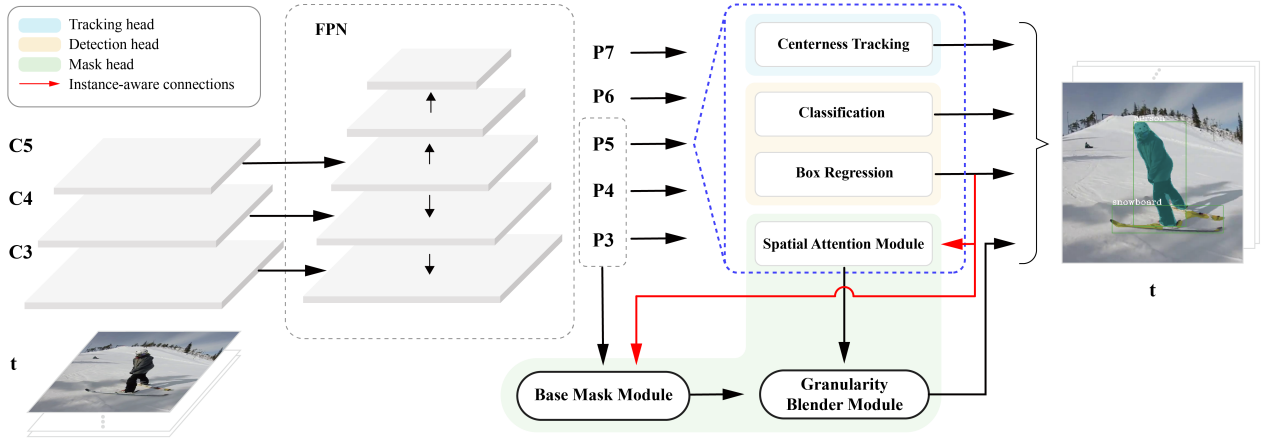 Tracking head
Detection head
Mask head
Instance-aware connections
C5
C4
C3
t
FPN
P7
P6
P5
P4
P3
Centerness Tracking
Classification
Box Regression
Spatial Attention Module
Base Mask Module
Granularity
Blender Module
person
snowboard
t